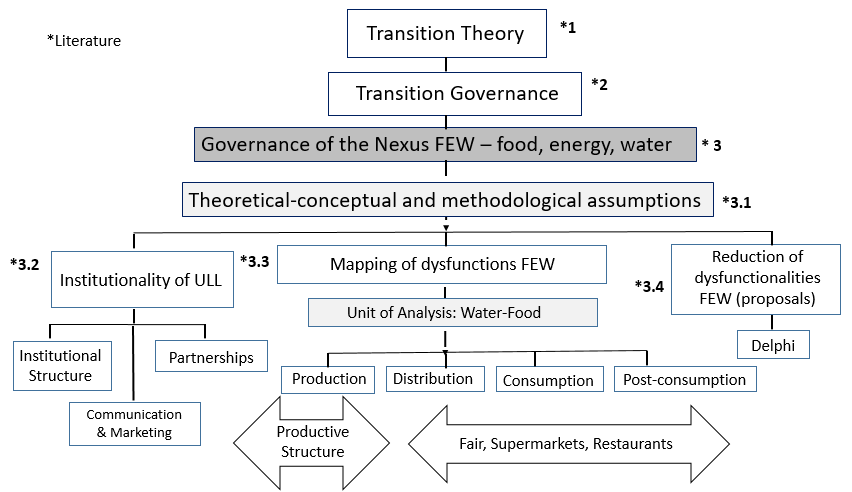 *Literature
Transition Theory
*1
Transition Governance
*2
Governance of the Nexus FEW – food, energy, water
* 3
Theoretical-conceptual and methodological assumptions
*3.1
*3.2
Institutionality of ULL
*3.3
Mapping of dysfunctions FEW
*3.4
Reduction of
dysfunctionalities
FEW (proposals)
Unit of Analysis: Water-Food
Delphi
Institutional
Structure
Partnerships
Communication
& Marketing
Production
Distribution
Consumption
Post-consumption
Productive
Structure
Fair, Supermarkets, Restaurants